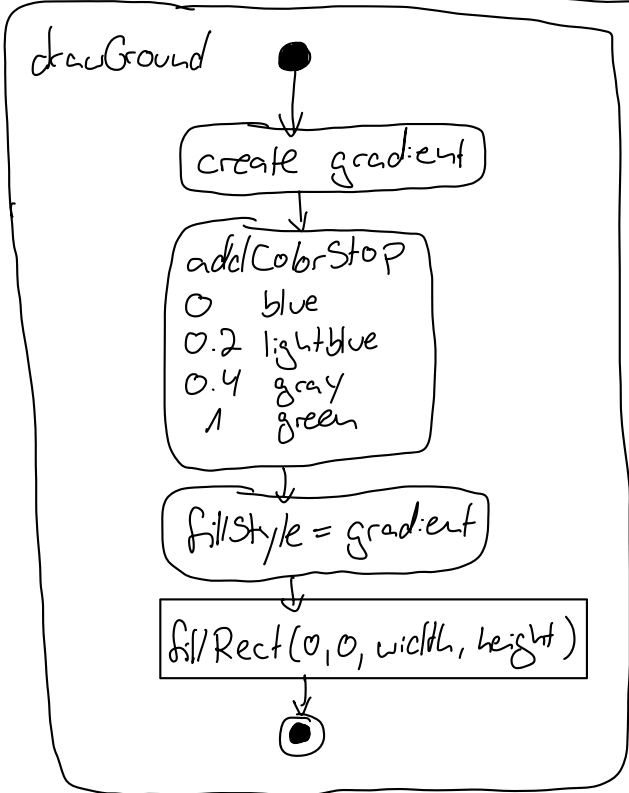 drawGround
create gradient
addColorStop
0 blue
0.2 lightblue
0.4 gray
1 green
fillStyle = gradient
fillRect(0,0, width, height)